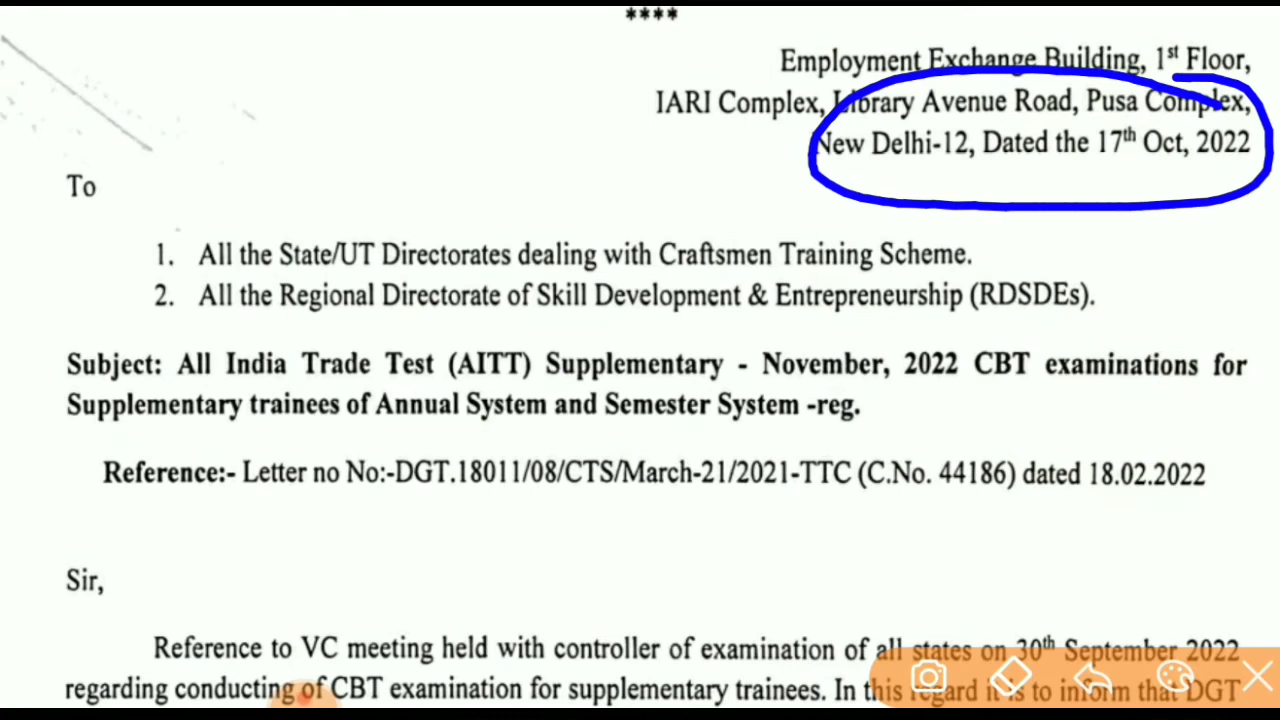 ****
Employment Exchange Building, 1st Floor,
IARI Complex, Library Avenue Road, Pusa Complex,
New Delhi-12, Dated the 17th Oct, 2022
To
1. All the State/UT Directorates dealing with Craftsmen Training Scheme.
2. All the Regional Directorate of Skill Development & Entrepreneurship (RDSDEs).
Subject: All India Trade Test (AITT) Supplementary - November, 2022 CBT examinations for
Supplementary trainees of Annual System and Semester System -reg.
Reference:- Letter no No:-DGT.18011/08/CTS/March-21/2021-TTC (C.No. 44186) dated 18.02.2022
Sir,
Reference to VC meeting held with controller of examination of all states on 30th September 2022
regarding conducting of CBT examination for supplementary trainees. In this regard it is to inform that DGT